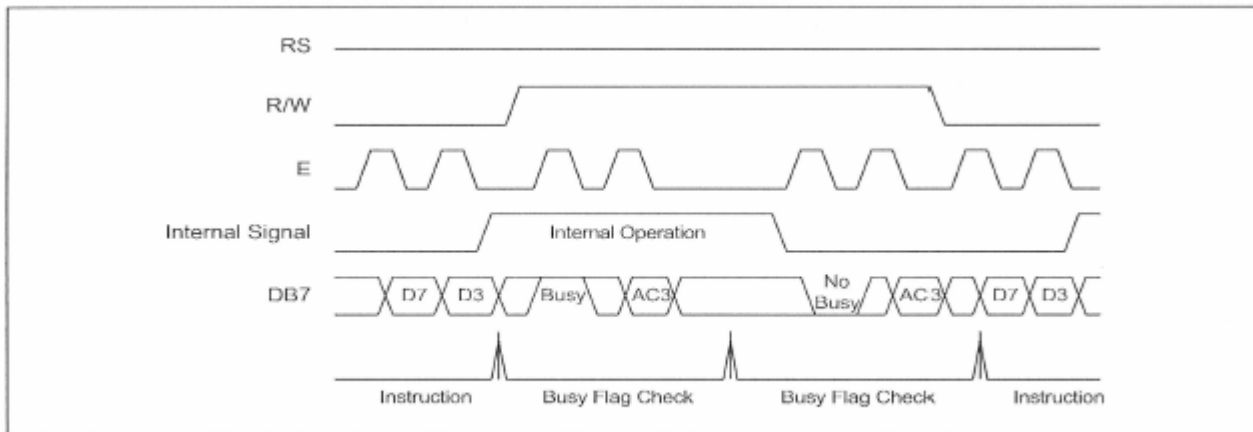 RS
R/W
E
Internal Signal
Internal Operation
DB7
D7 D3 Busy AC3 No Busy AC3 D7 D3
Instruction Busy Flag Check Busy Flag Check Instruction